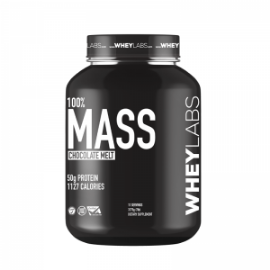 WHEYLABS
100%
MASS
CHOCOLATE MELT
50g PROTEIN
1127 CALORIES
WHEYLABS